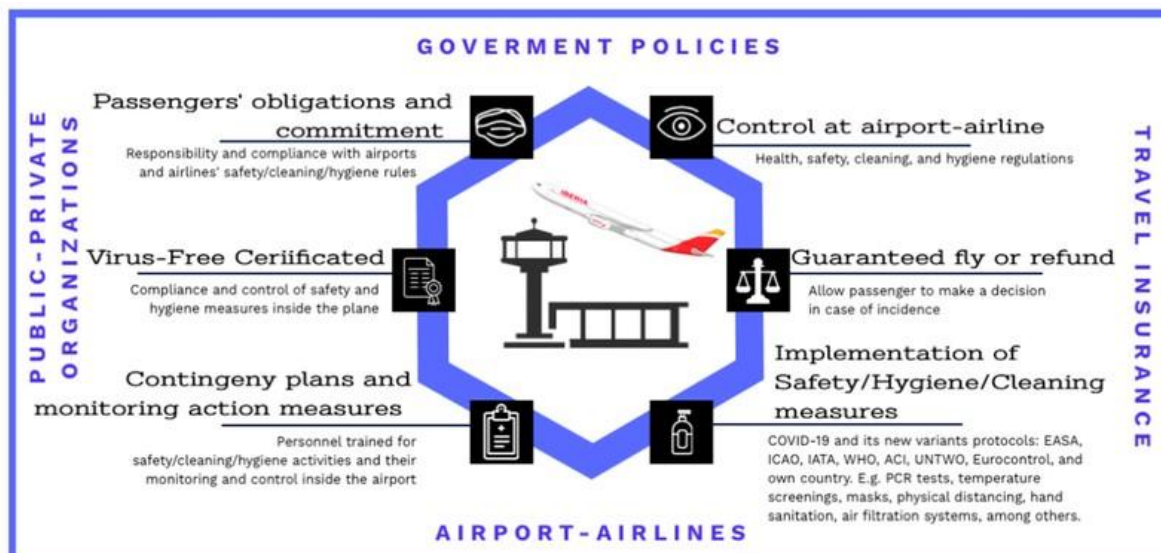 GOVERMENT POLICIES
PUBLIC-PRIVATE
ORGANIZATIONS
Passengers' obligations and
commitment
Responsibility and compliance with airports
and airlines' safety/cleaning/hygiene rules
Control at airport-airline
Health, safety, cleaning, and hygiene regulations
IBERIA
Virus-Free Ceriificated
Compliance and control of safety and
hygiene measures inside the plane
Guaranteed fly or refund
Allow passenger to make a decision
in case of incidence
Contingeny plans and
monitoring action measures
Personnel trained for
safety/cleaning/hygiene activities and their
monitoring and control inside the airport
Implementation of
Safety/Hygiene/Cleaning
measures
COVID-19 and its new variants protocols: EASA,
ICAO, IATA, WHO, ACI, UNTWO, Eurocontrol, and
own country. E.g. PCR tests, temperature
screenings, masks, physical distancing, hand
sanitation, air filtration systems, among others.
TRAVEL INSURANCE
AIRPORT-AIRLINES